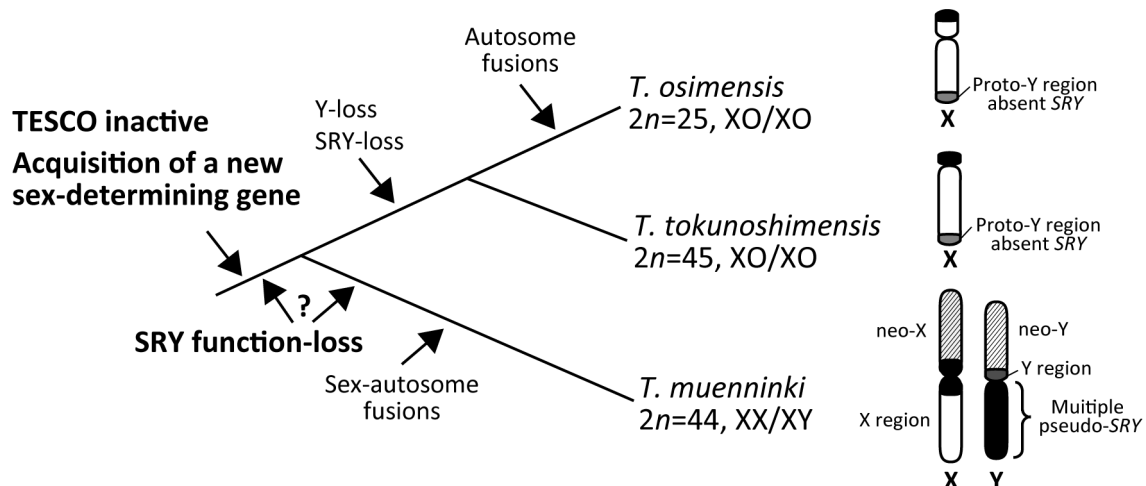 Autosome
fusions
T. osimensis
2n=25, XO/XO
Proto-Y region
absent SRY
X
Y-loss
SRY-loss
TESCO inactive
Acquisition of a new
sex-determining gene
T. tokunoshimensis
2n=45, XO/XO
Proto-Y region
absent SRY
X
?
SRY function-loss
Sex-autosome
fusions
T. muenninki
2n=44, XX/XY
neo-X
neo-Y
Y region
X region
Muitiple
pseudo-SRY
X
Y